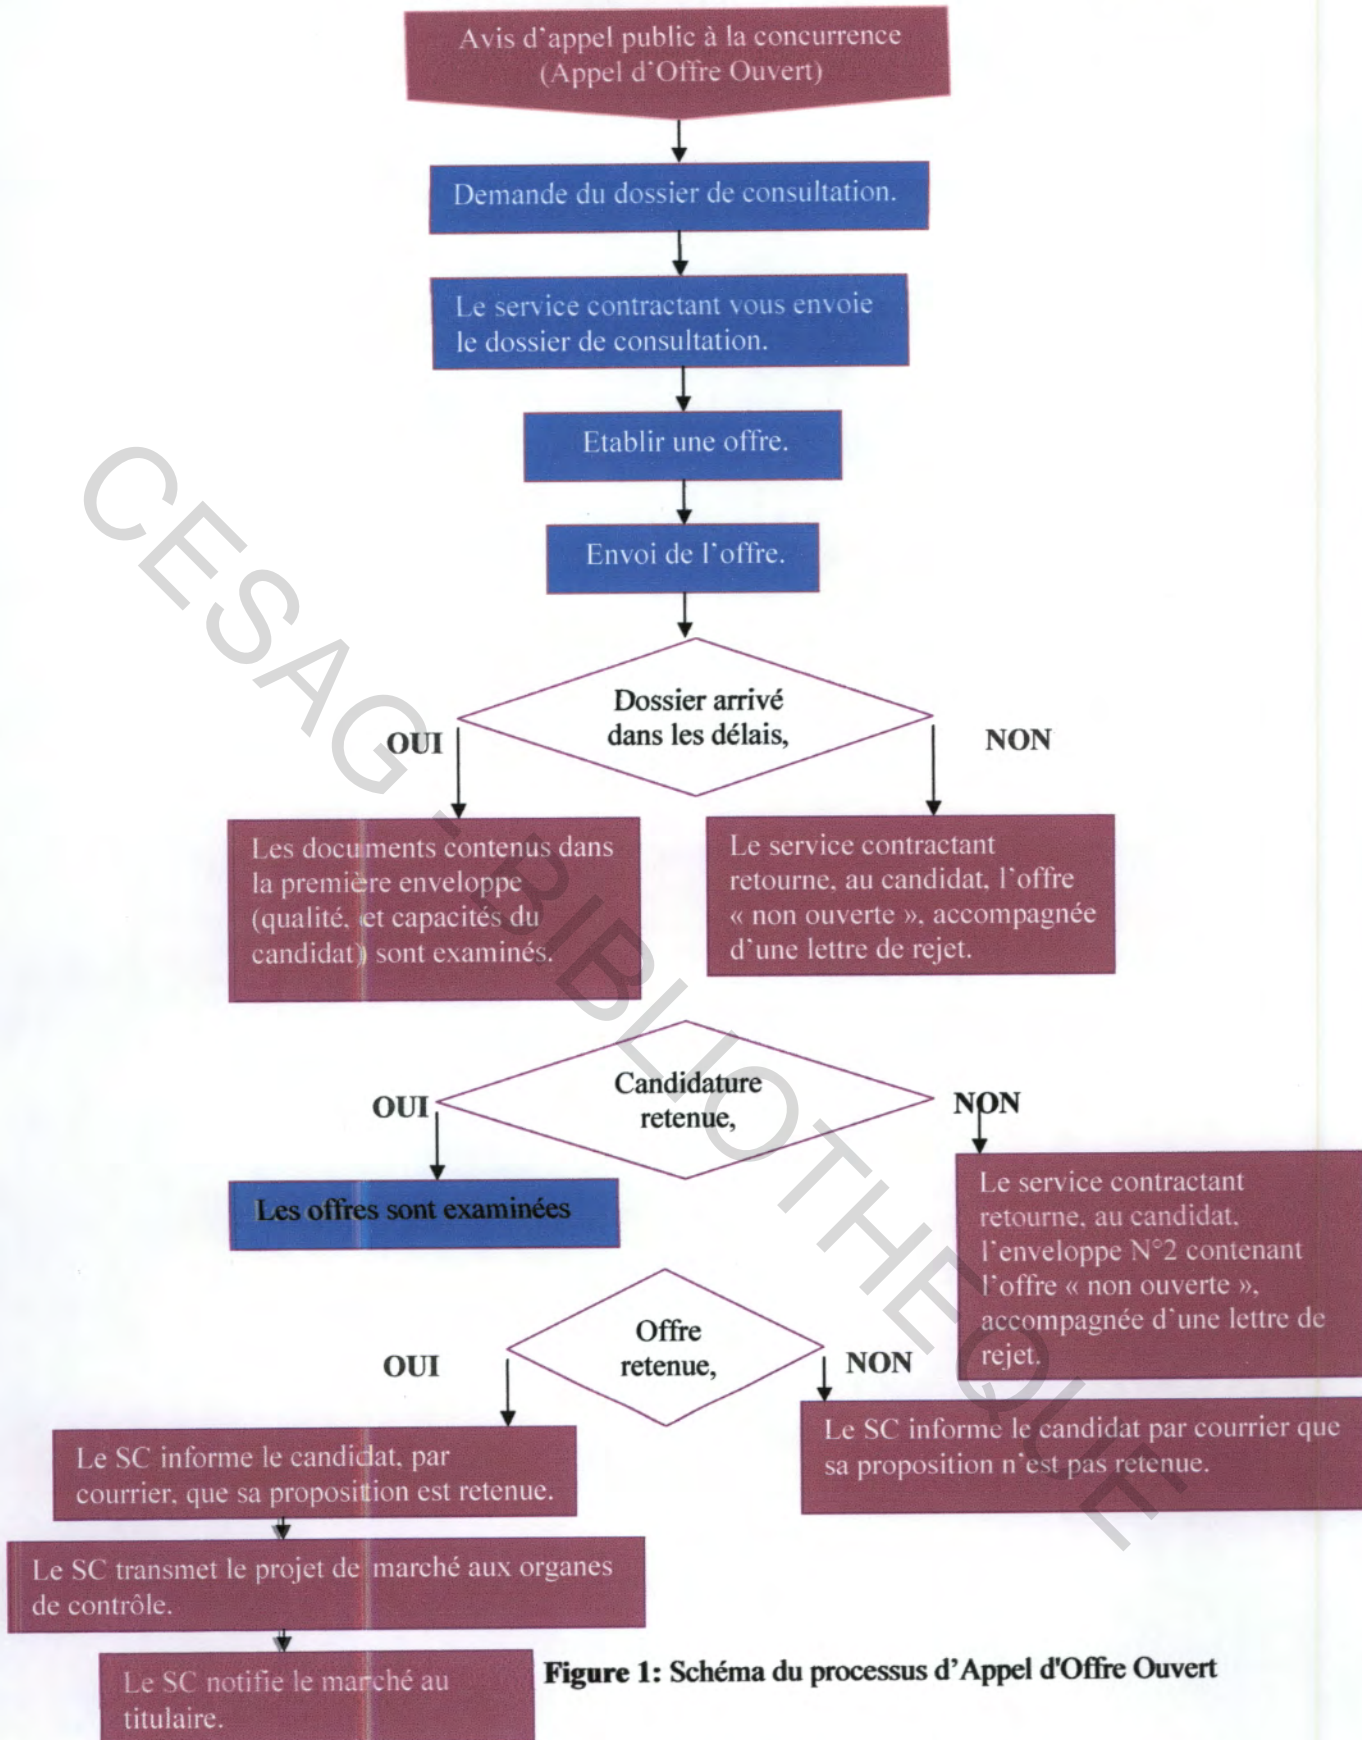 Avis d'appel public à la concurrence
(Appel d'Offre Ouvert)
Demande du dossier de consultation.
Le service contractant vous envoie
le dossier de consultation.
Etablir une offre.
Envoi de l'offre.
Dossier arrivé
dans les délais,
OUI
NON
Les documents contenus dans
la première enveloppe
(qualité, et capacités du
candidat) sont examinés.
Le service contractant
retourne, au candidat, l'offre
« non ouverte », accompagnée
d'une lettre de rejet.
Candidature
retenue,
OUI
NON
Les offres sont examinées
Le service contractant
retourne, au candidat,
l'enveloppe N°2 contenant
l'offre « non ouverte »,
accompagnée d'une lettre de
rejet.
Offre
retenue,
OUI
NON
Le SC informe le candidat, par
courrier, que sa proposition est retenue.
Le SC informe le candidat par courrier que
sa proposition n'est pas retenue.
Le SC transmet le projet de marché aux organes
de contrôle.
Le SC notifie le marché au
titulaire.
Figure 1: Schéma du processus d'Appel d'Offre Ouvert
CESAG - BIBLIOTHEQUE